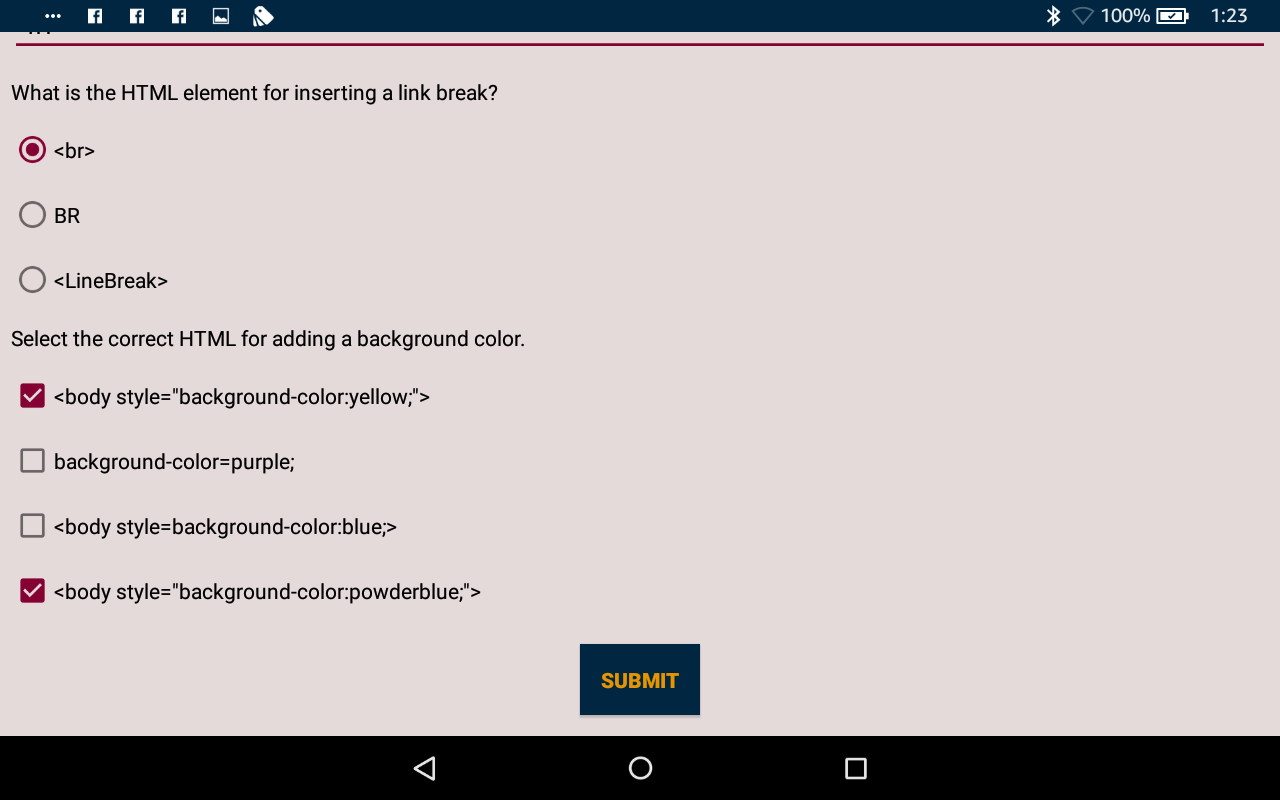 100% 1:23
What is the HTML element for inserting a link break?
<br>
BR
<LineBreak>
Select the correct HTML for adding a background color.
<body style="background-color:yellow;">
background-color=purple;
<body style=background-color:blue;>
<body style="background-color:powderblue;">
SUBMIT